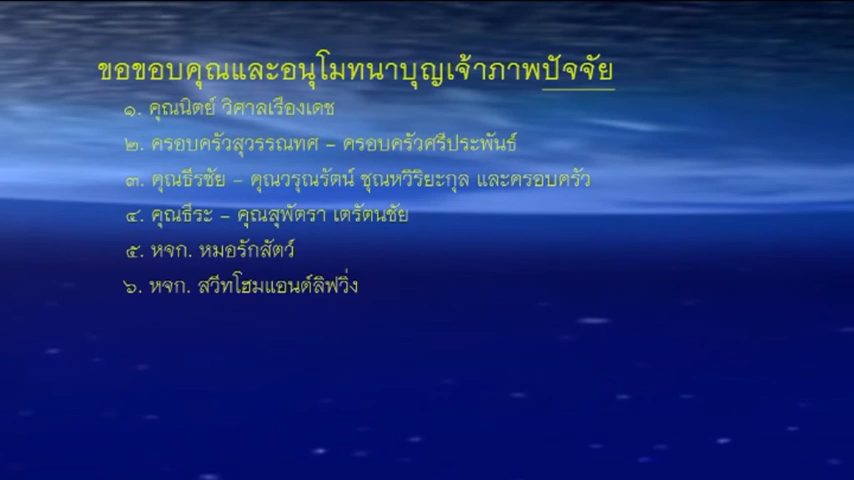 ขอขอบคุณและอนุโมทนาบุญเจ้าภาพปัจจัย
๑. คุณนิตย์ วิศาลเรืองเดช
๒. ครอบครัวสุวรรณทศ – ครอบครัวศรีประพันธ์
๓. คุณธีรชัย – คุณวรุณรัตน์ ชุณหวิริยะกุล และครอบครัว
๔. คุณธีระ – คุณสุพัตรา เตรัตนชัย
๕. หจก. หมอรักสัตว์
๖. หจก. สวีทโฮมแอนด์ลิฟวิ่ง